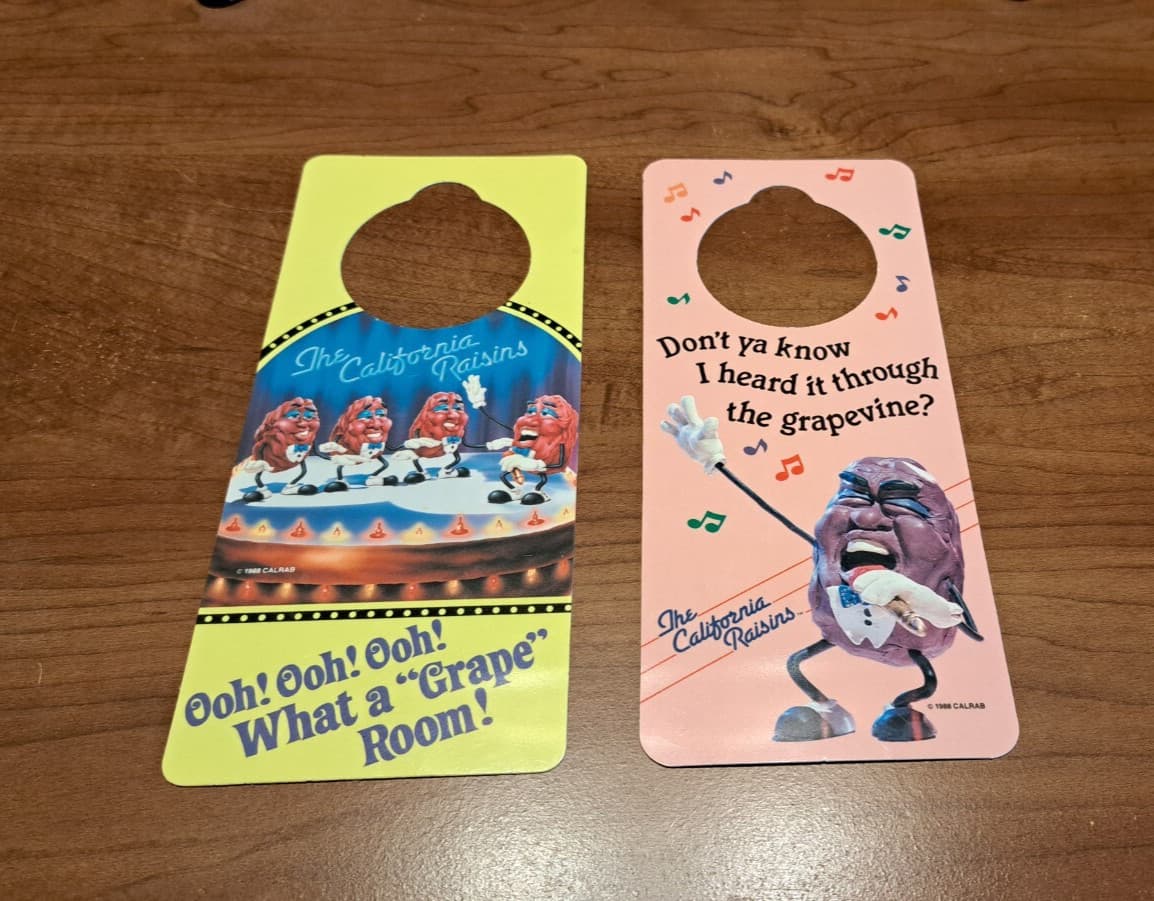 The California
Raisins
© 1988 CALRAB
Ooh! Ooh! Ooh!
What a “Grape”
Room!
Don't ya know
I heard it through
the grapevine?
The California
Raisins™
© 1988 CALRAB